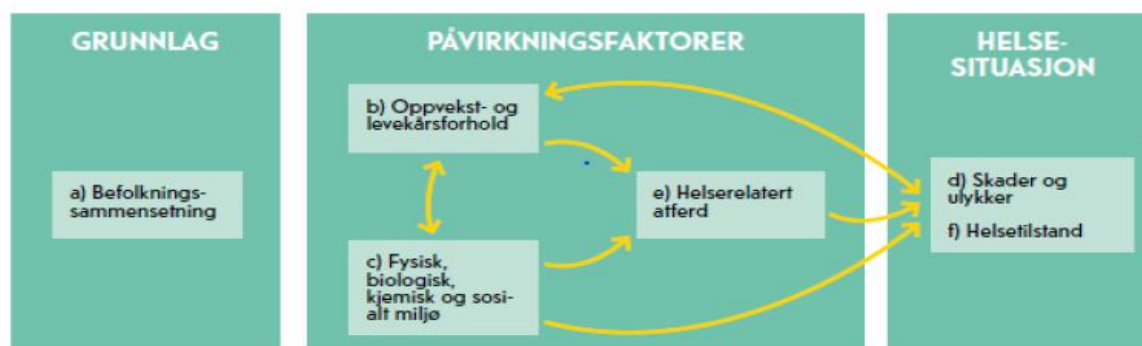 GRUNNLAG
a) Befolknings-
sammensetning
PÅVIRKNINGSFAKTORER
b) Oppvekst- og
levekårsforhold
c) Fysisk,
biologisk,
kjemisk og sosi-
alt miljø
e) Helserelatert
atferd
HELSE-
SITUASJON
d) Skader og
ulykker
f) Helsetilstand